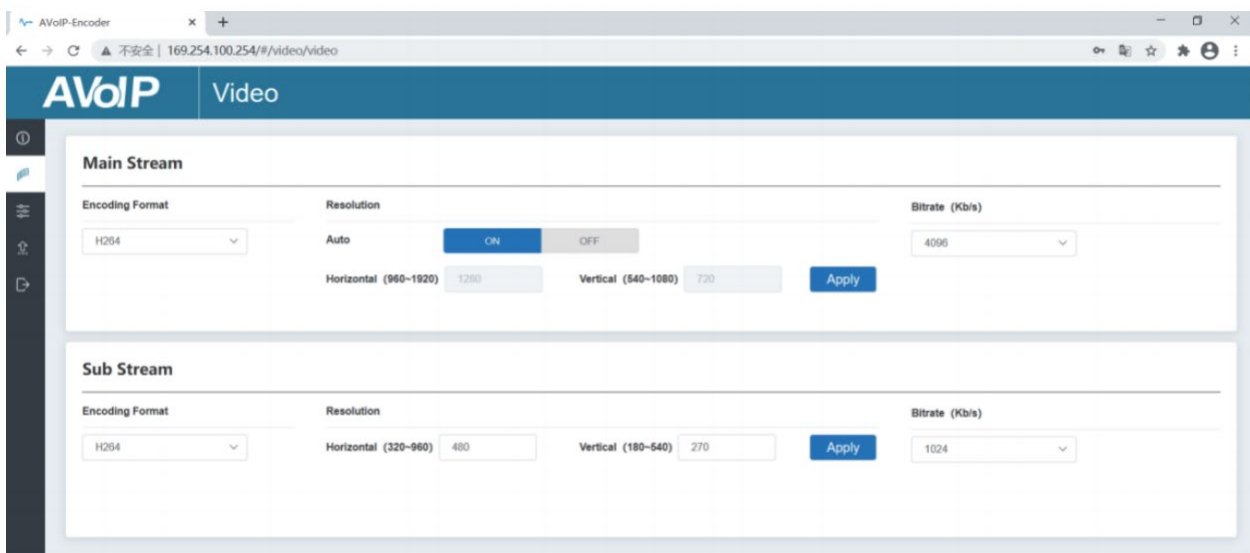 AVoIP-Encoder
不安全 | 169.254.100.254/#/video/video
AVoIP Video
Main Stream
Encoding Format Resolution Bitrate (Kb/s)
H264 Auto ON OFF 4096
Horizontal (960~1920) 1280 Vertical (540~1080) 720 Apply
Sub Stream
Encoding Format Resolution Bitrate (Kb/s)
H264 Horizontal (320~960) 480 Vertical (180~540) 270 Apply 1024